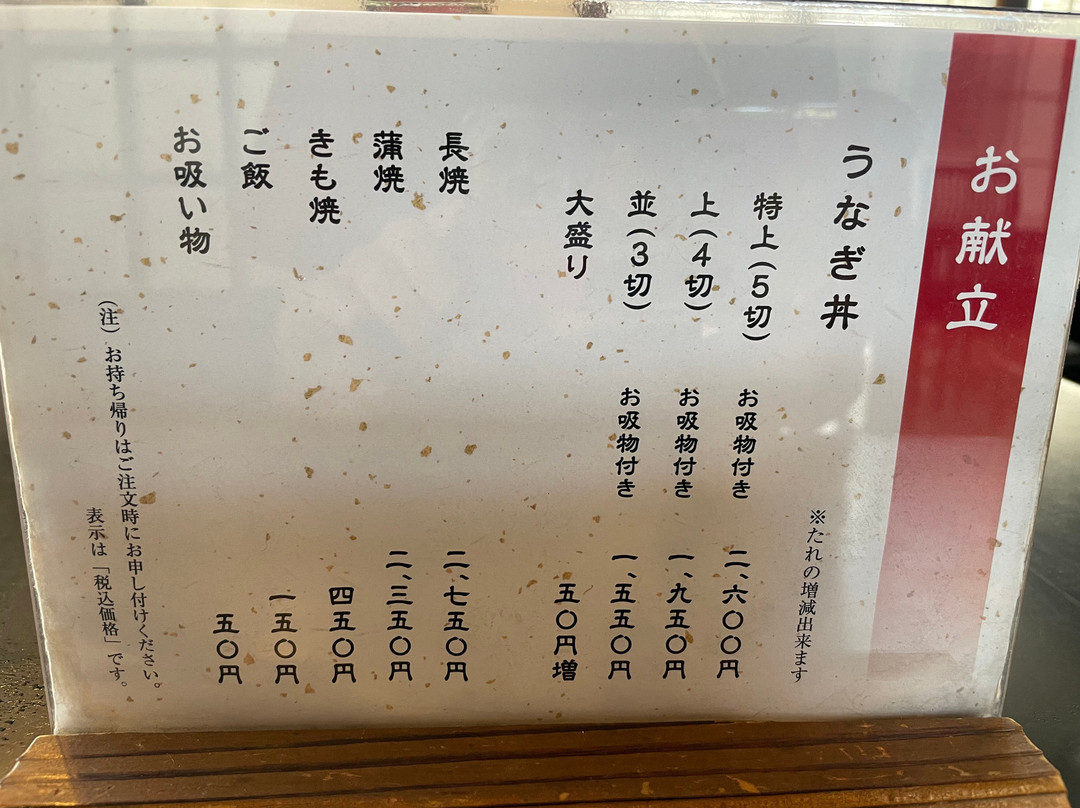 お献立
うなぎ丼
※たれの増減出来ます
特上(5切) お吸物付き 二、六〇〇円
上(4切) お吸物付き 一、九五〇円
並(3切) お吸物付き 一、五五〇円
大盛り 五〇円増
長焼 二、七五〇円
蒲焼 二、三五〇円
きも焼 四五〇円
ご飯 一五〇円
お吸い物 五〇円
(注)お持ち帰りはご注文時にお申し付けください。
表示は「税込価格」です。